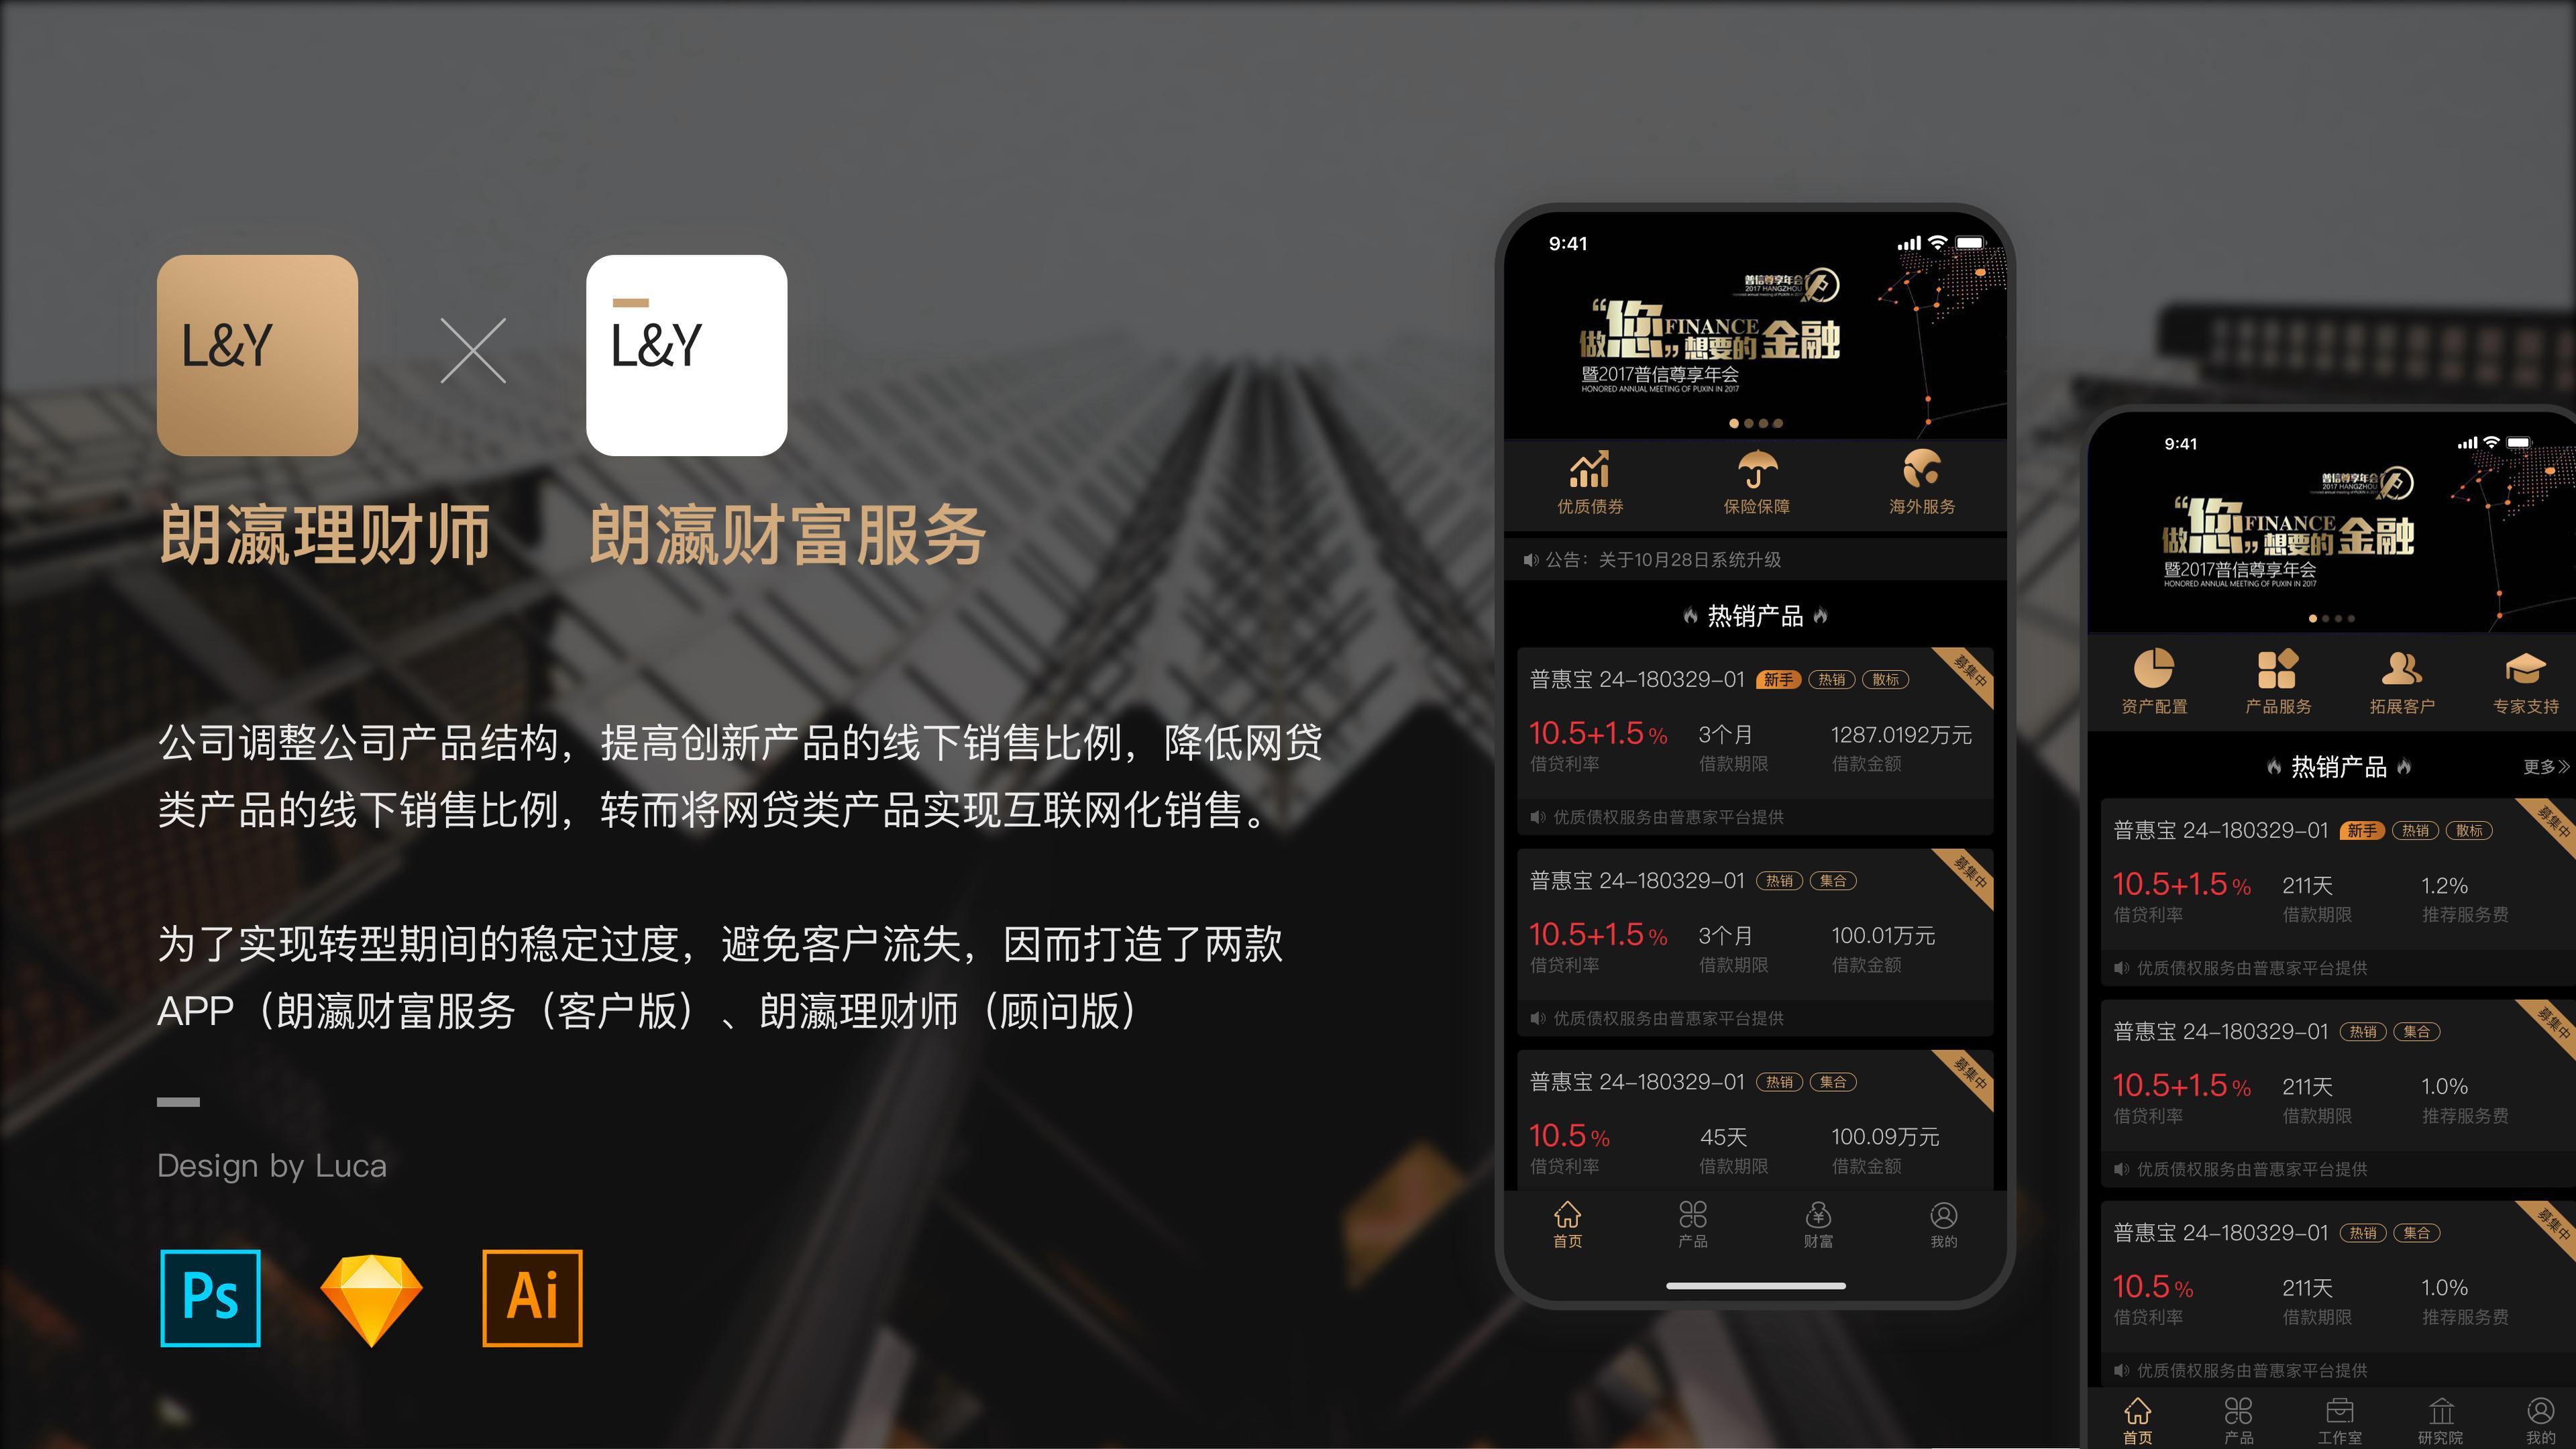 L&Y
L&Y
朗瀛理财师
朗瀛财富服务
公司调整公司产品结构，提高创新产品的线下销售比例，降低网贷
类产品的线下销售比例，转而将网贷类产品实现互联网化销售。
为了实现转型期间的稳定过度，避免客户流失，因而打造了两款
APP（朗瀛财富服务（客户版）、朗瀛理财师（顾问版）
Design by Luca
Ps
Ai
9:41
普信尊享年会
2017 HANGZHOU
做“您”想要的金融
FINANCE
暨2017普信尊享年会
HONORED ANNUAL MEETING OF PUXIN IN 2017
优质债券 保险保障 海外服务
公告：关于10月28日系统升级
热销产品
普惠宝 24-180329-01 新手 热销 散标
募集中
10.5+1.5% 3个月 1287.0192万元
借贷利率 借款期限 借款金额
优质债权服务由普惠家平台提供
普惠宝 24-180329-01 热销 集合
募集中
10.5+1.5% 3个月 100.01万元
借贷利率 借款期限 借款金额
优质债权服务由普惠家平台提供
普惠宝 24-180329-01 热销 集合
募集中
10.5% 45天 100.09万元
借贷利率 借款期限 借款金额
首页 产品 财富 我的
9:41
普信尊享年会
2017 HANGZHOU
做“您”想要的金融
FINANCE
暨2017普信尊享年会
HONORED ANNUAL MEETING OF PUXIN IN 2017
资产配置 产品服务 拓展客户 专家支持
热销产品 更多
普惠宝 24-180329-01 新手 热销 散标
募集中
10.5+1.5% 211天 1.2%
借贷利率 借款期限 推荐服务费
优质债权服务由普惠家平台提供
普惠宝 24-180329-01 热销 集合
募集中
10.5+1.5% 211天 1.0%
借贷利率 借款期限 推荐服务费
优质债权服务由普惠家平台提供
普惠宝 24-180329-01 热销 集合
募集中
10.5% 211天 1.0%
借贷利率 借款期限 推荐服务费
优质债权服务由普惠家平台提供
首页 产品 工作室 研究院 我的